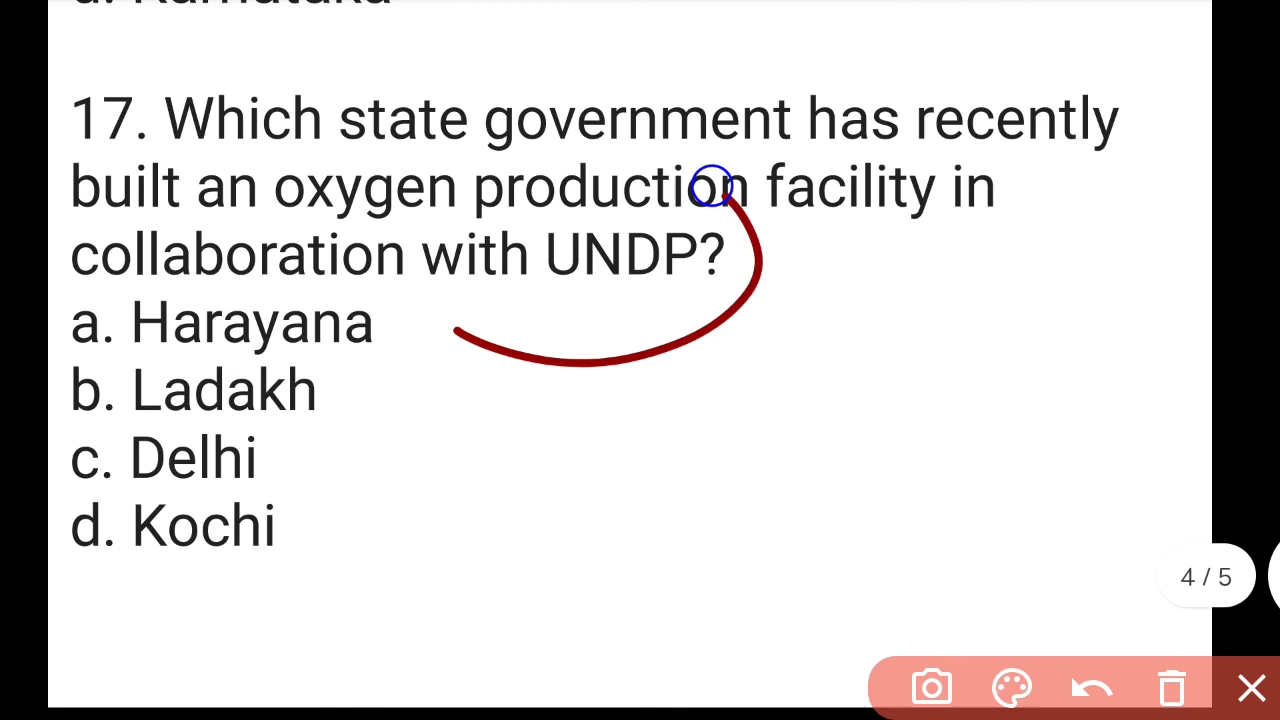 17. Which state government has recently
built an oxygen production facility in
collaboration with UNDP?
a. Harayana
b. Ladakh
c. Delhi
d. Kochi
4 / 5